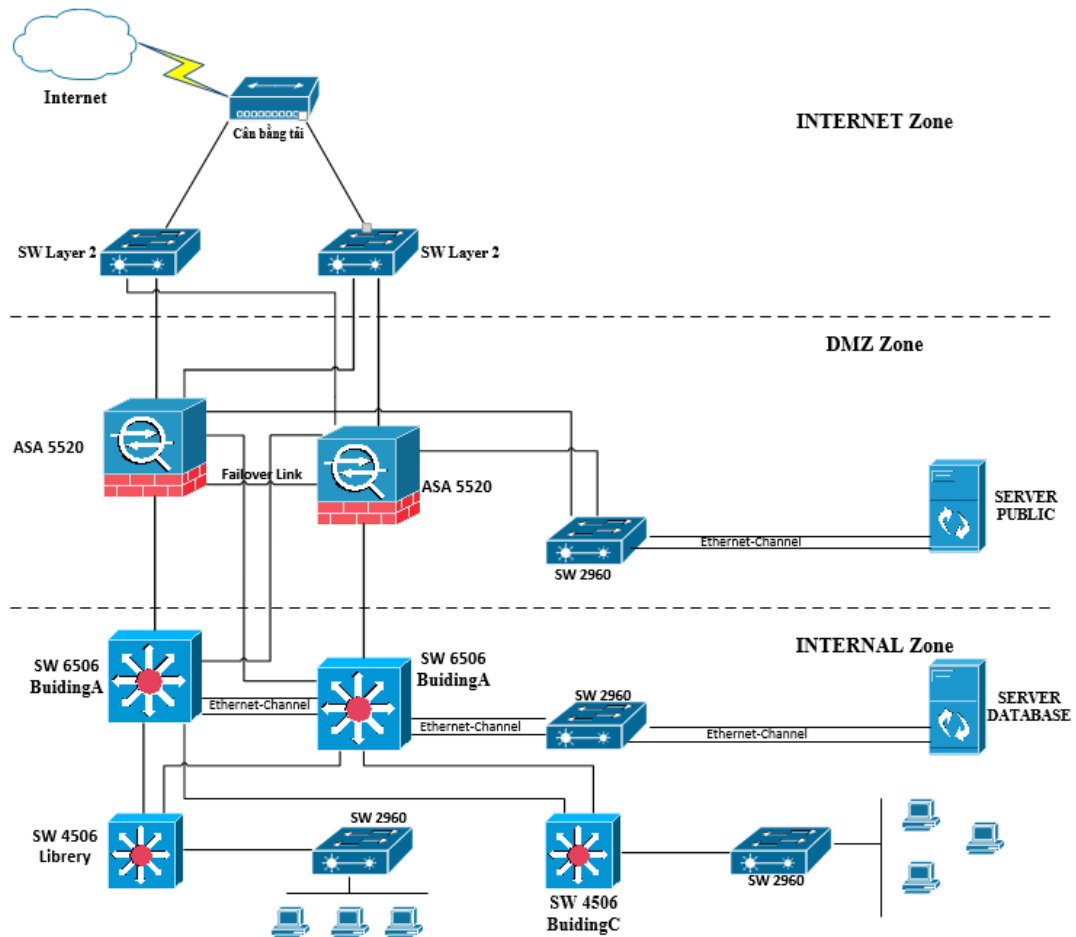 Internet
Cân bằng tải
INTERNET Zone
SW Layer 2
SW Layer 2
DMZ Zone
ASA 5520
Failover Link
ASA 5520
SERVER
PUBLIC
Ethernet-Channel
SW 2960
INTERNAL Zone
SW 6506
BuidingA
SW 6506
BuidingA
SW 2960
SERVER
DATABASE
Ethernet-Channel
Ethernet-Channel
Ethernet-Channel
SW 4506
Librery
SW 2960
SW 2960
SW 4506
BuidingC